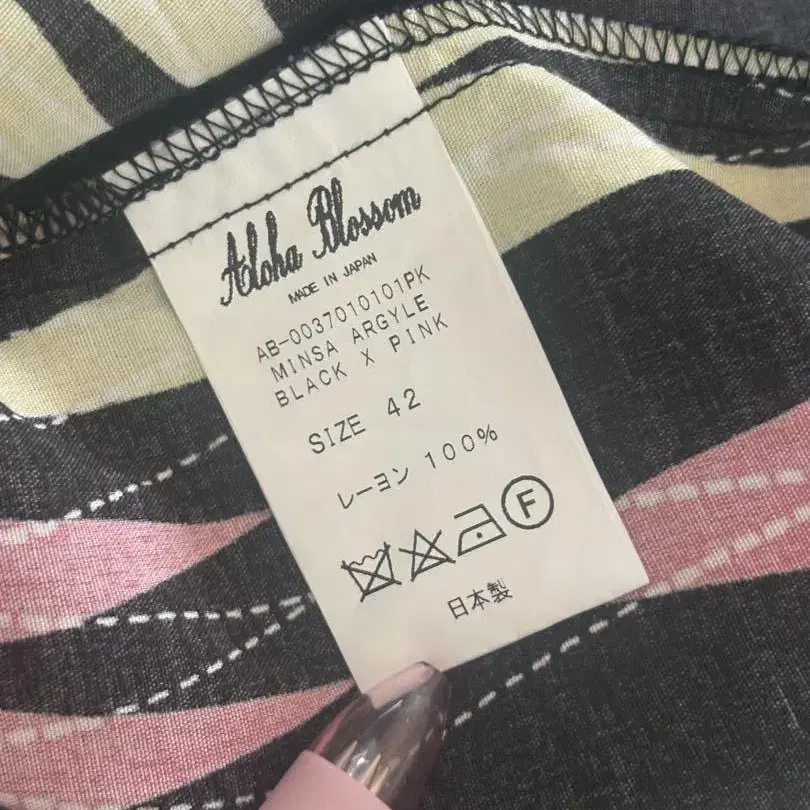 Aloha Blossom
MADE IN JAPAN
AB-0037010101PK
MINSA ARGYLE
BLACK X PINK
SIZE 42
レーヨン 100%
F
日本製